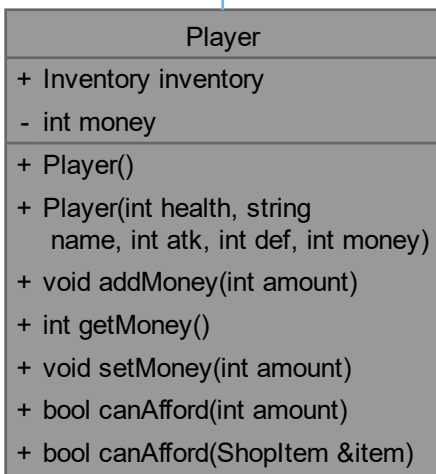 Player
+ Inventory inventory
- int money
+ Player()
+ Player(int health, string
name, int atk, int def, int money)
+ void addMoney(int amount)
+ int getMoney()
+ void setMoney(int amount)
+ bool canAfford(int amount)
+ bool canAfford(ShopItem &item)